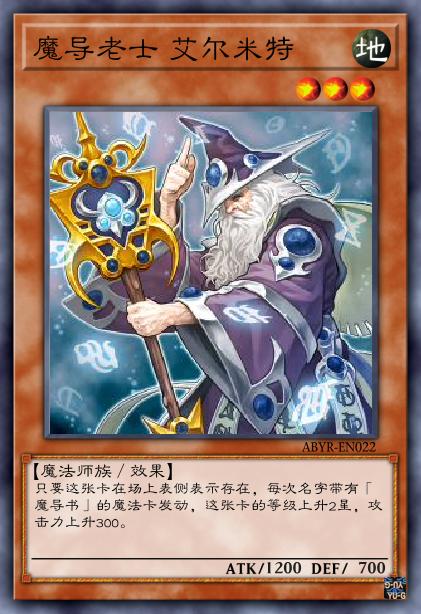 魔导老士 艾尔米特
地
ABYR-EN022
【魔法师族／效果】
只要这张卡在场上表侧表示存在，每次名字带有「
魔导书」的魔法卡发动，这张卡的等级上升2星，攻
击力上升300。
ATK/1200 DEF/ 700